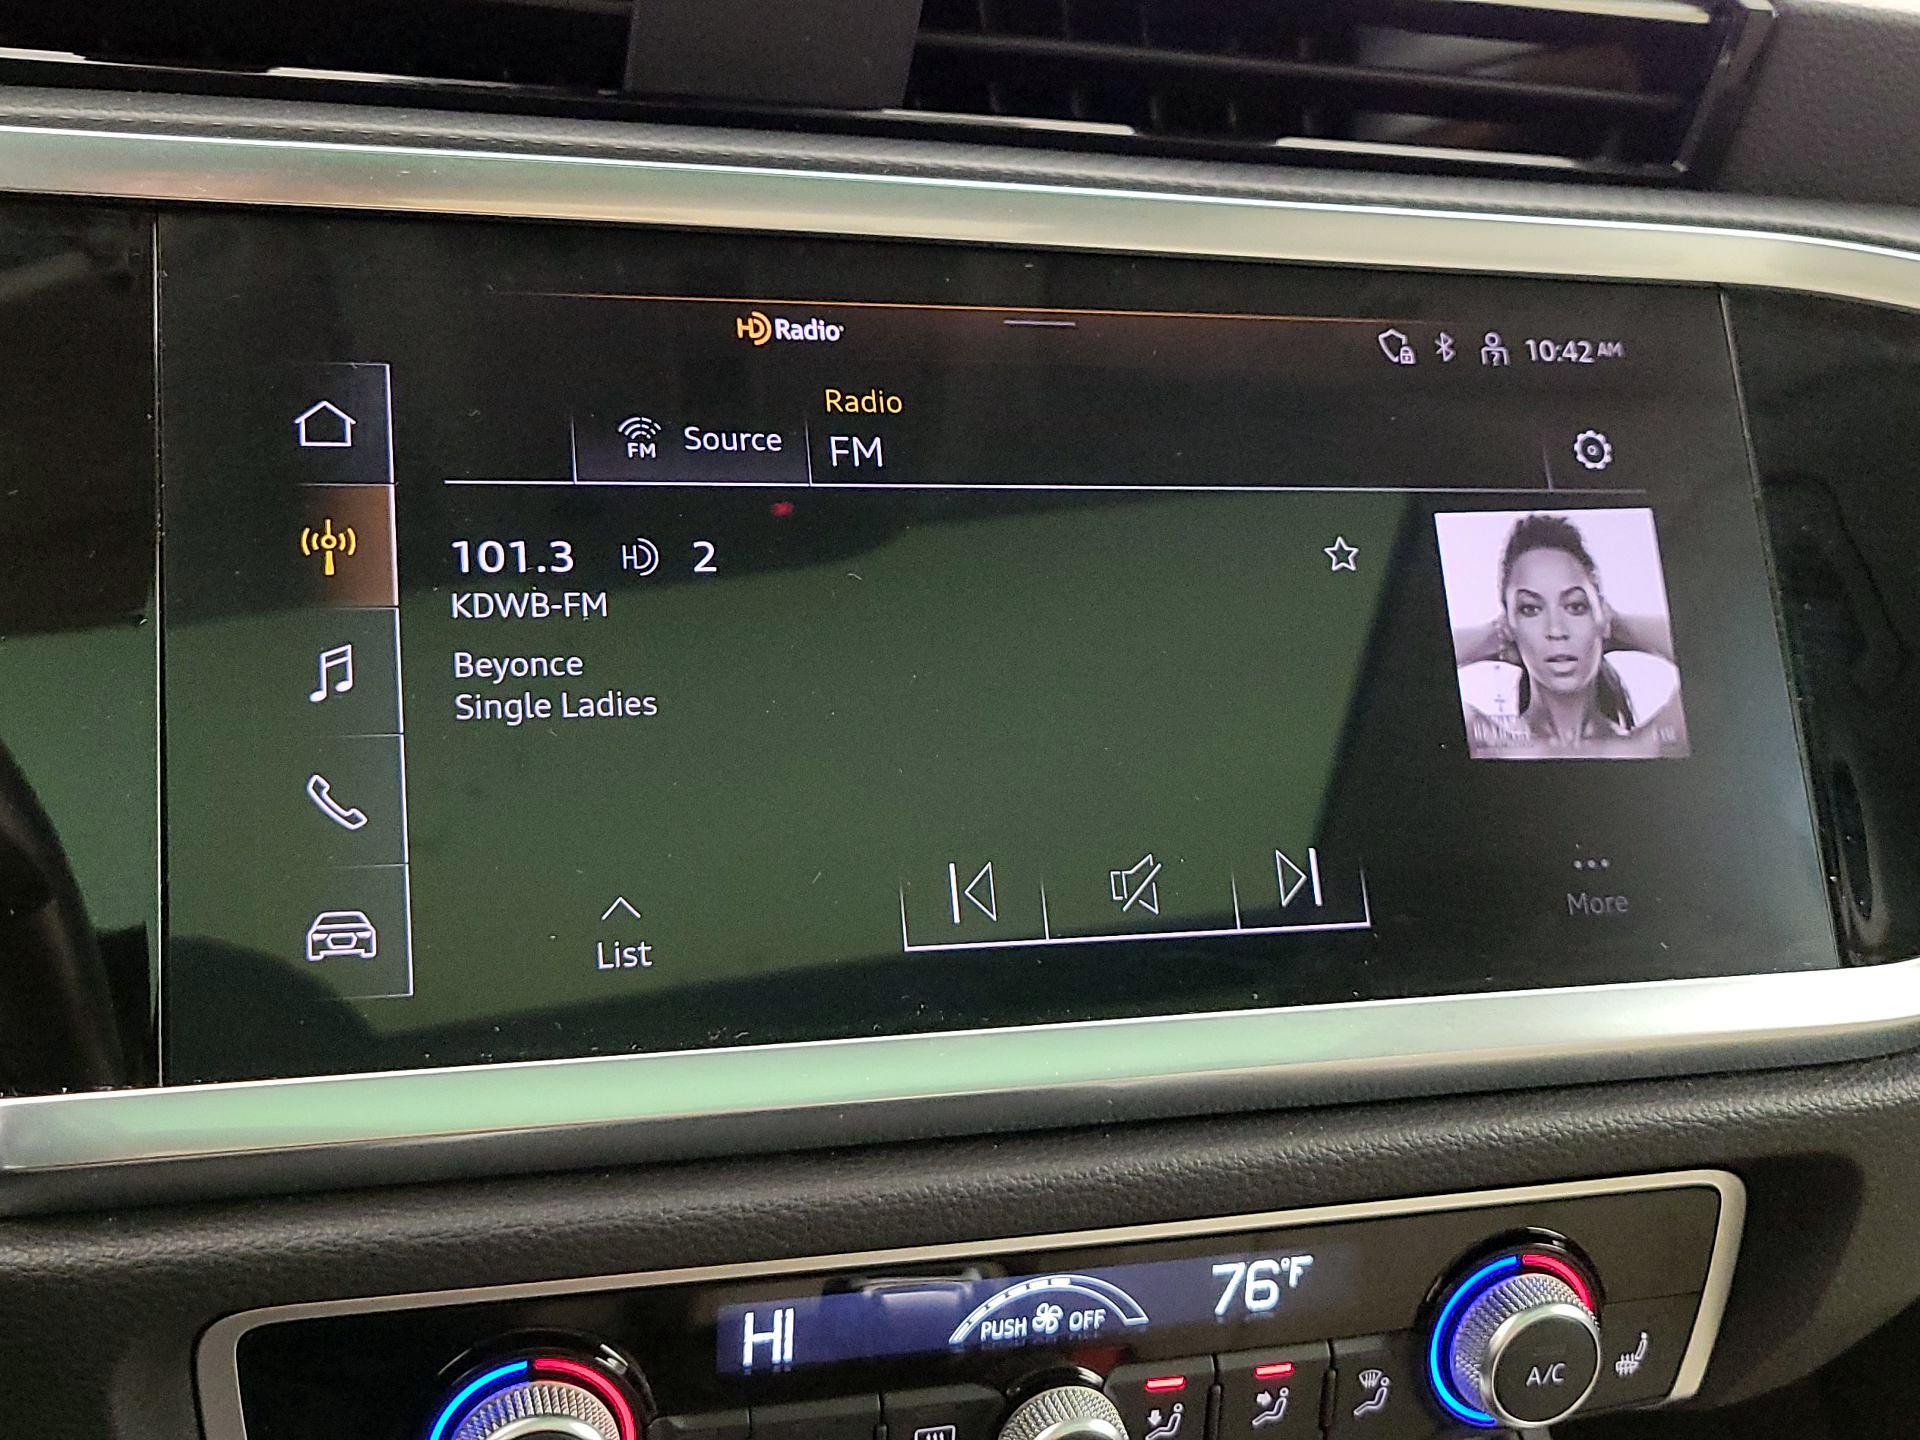 HD Radio
10:42 AM
Radio
FM Source FM
101.3 HD 2
KDWB-FM
Beyonce
Single Ladies
List
More
HI PUSH OFF 76°F
A/C